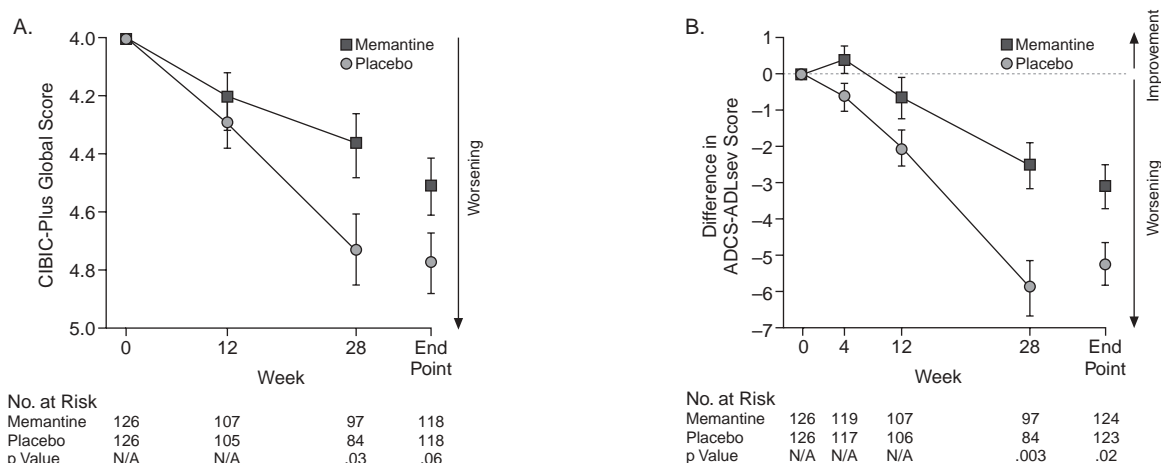 A.
CIBIC-Plus Global Score
4.0
4.2
4.4
4.6
4.8
5.0
Memantine
Placebo
Worsening
0 12 28 End Point
Week
No. at Risk
Memantine 126 107 97 118
Placebo 126 105 84 118
p Value N/A N/A .03 .06
B.
Difference in
ADCS-ADLsev Score
1
0
–1
–2
–3
–4
–5
–6
–7
Memantine
Placebo
Improvement
Worsening
0 4 12 28 End Point
Week
No. at Risk
Memantine 126 119 107 97 124
Placebo 126 117 106 84 123
p Value N/A N/A N/A .003 .02